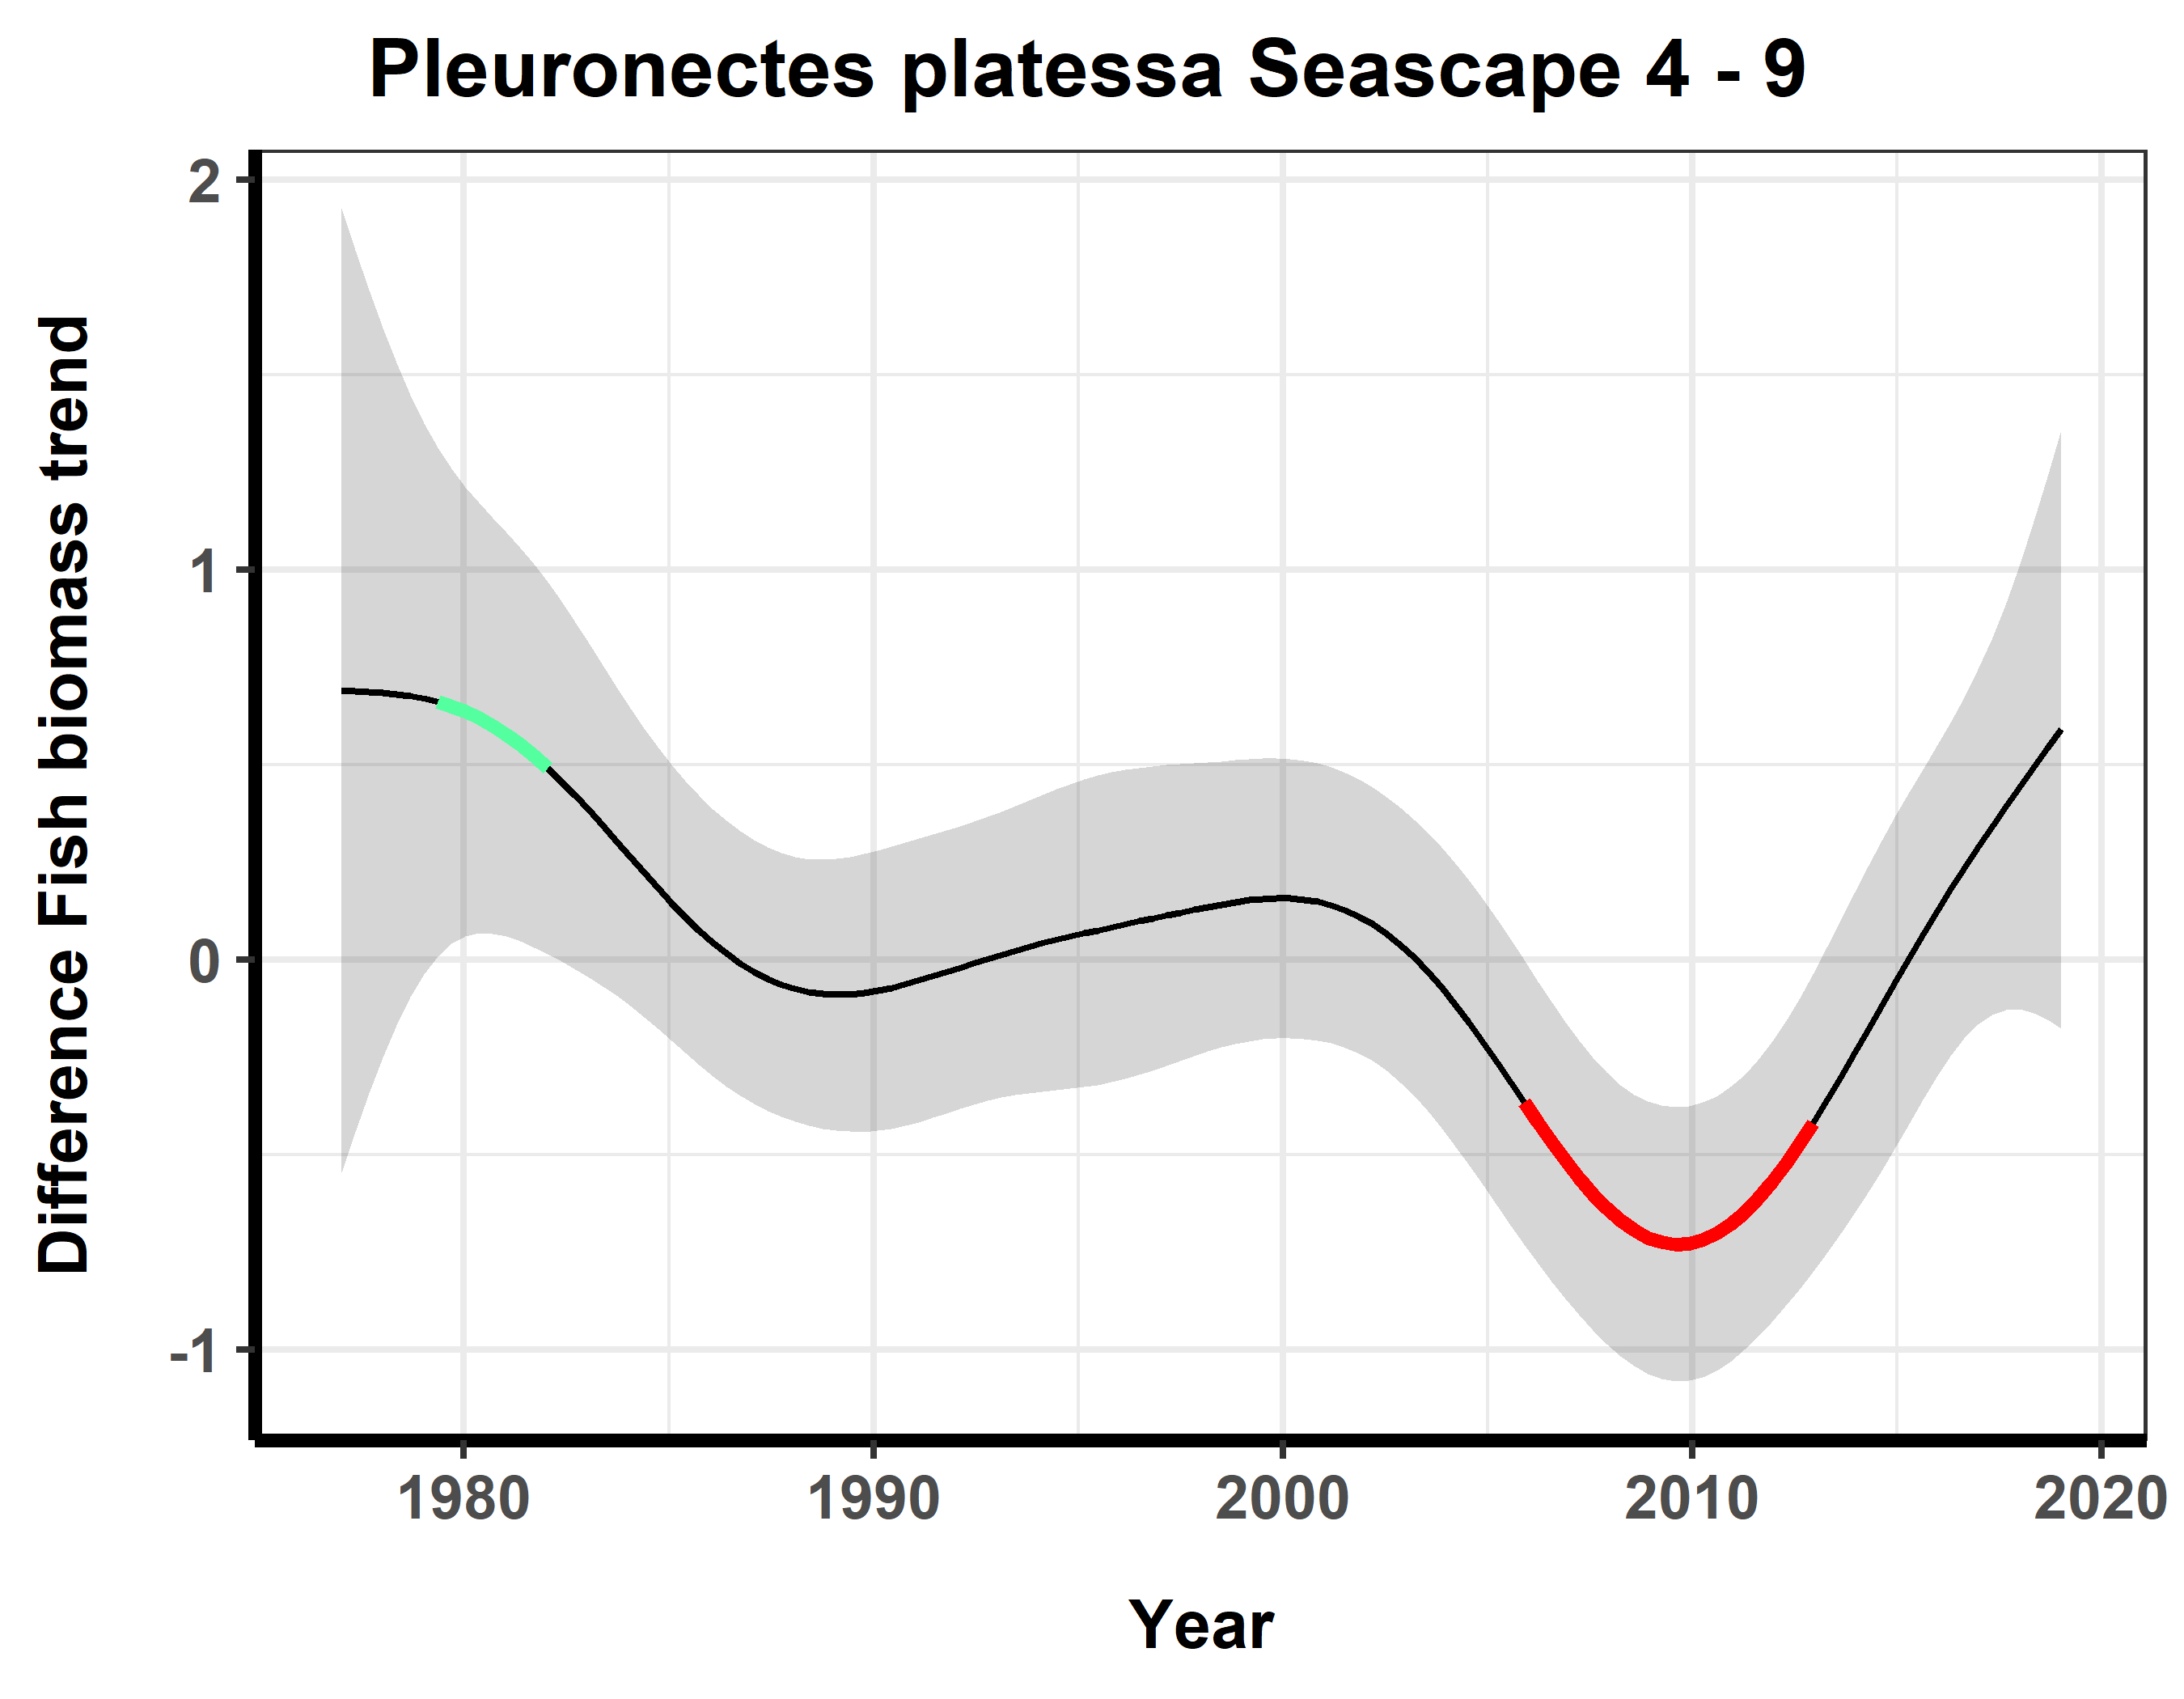 Pleuronectes platessa Seascape 4 - 9
Difference Fish biomass trend
2
1
0
-1
1980 1990 2000 2010 2020
Year